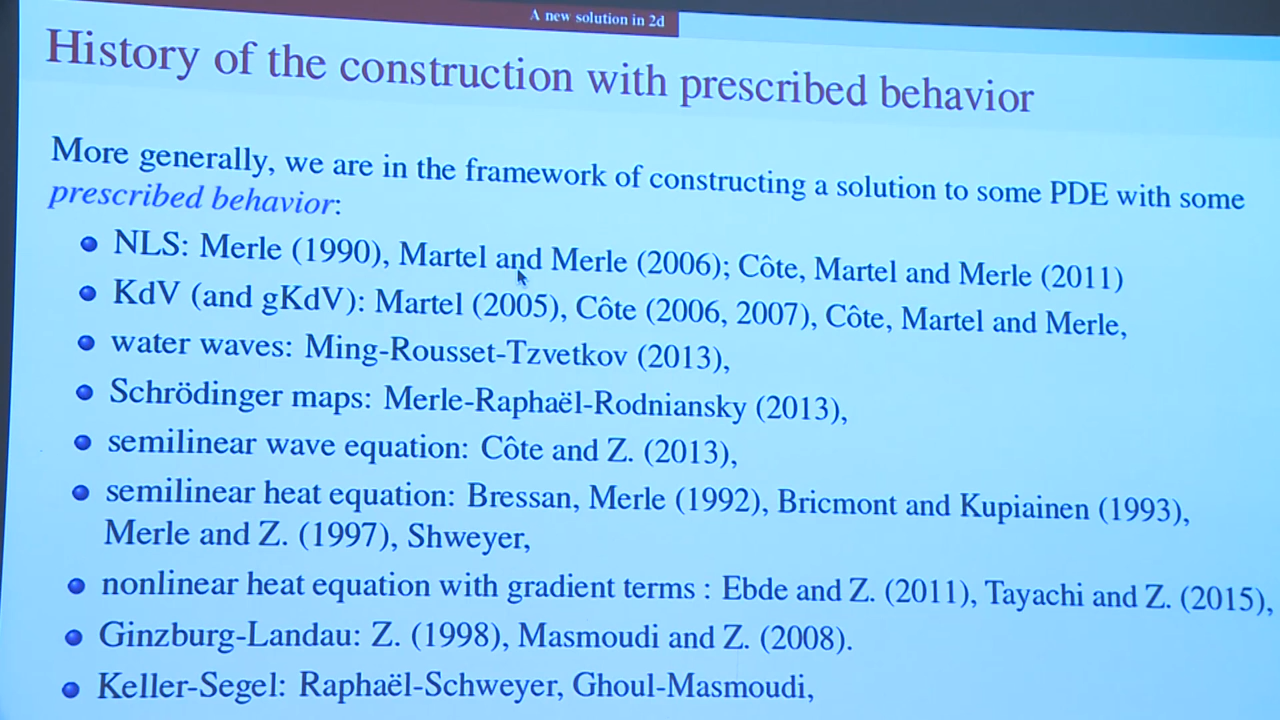 A new solution in 2d
History of the construction with prescribed behavior
More generally, we are in the framework of constructing a solution to some PDE with some
prescribed behavior:
NLS: Merle (1990), Martel and Merle (2006); Côte, Martel and Merle (2011)
KdV (and gKdV): Martel (2005), Côte (2006, 2007), Côte, Martel and Merle,
water waves: Ming-Rousset-Tzvetkov (2013),
Schrödinger maps: Merle-Raphaël-Rodniansky (2013),
semilinear wave equation: Côte and Z. (2013),
semilinear heat equation: Bressan, Merle (1992), Bricmont and Kupiainen (1993),
Merle and Z. (1997), Shweyer,
nonlinear heat equation with gradient terms : Ebde and Z. (2011), Tayachi and Z. (2015),
Ginzburg-Landau: Z. (1998), Masmoudi and Z. (2008).
Keller-Segel: Raphaël-Schweyer, Ghoul-Masmoudi,